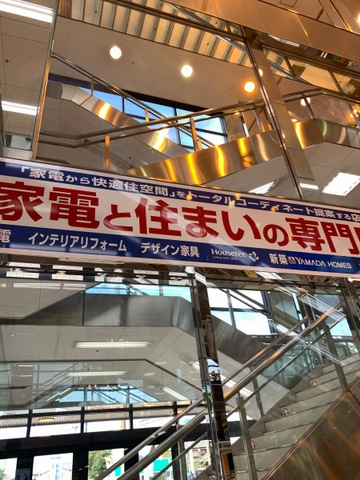 「家電から快適住空間」をトータルコーディネート提案する
家電と住まいの専門
電 インテリアリフォーム デザイン家具 Houstec 新築 YAMADA HOMES